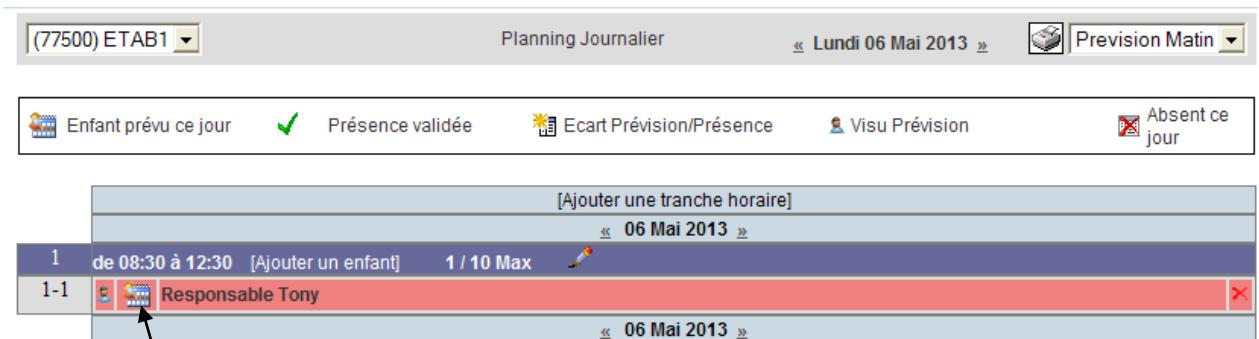 (77500) ETAB1 Planning Journalier « Lundi 06 Mai 2013 » Prevision Matin
Enfant prévu ce jour Présence validée Ecart Prévision/Présence Visu Prévision Absent ce
jour
[Ajouter une tranche horaire]
« 06 Mai 2013 »
1 de 08:30 à 12:30 [Ajouter un enfant] 1 / 10 Max
1-1 Responsable Tony
« 06 Mai 2013 »